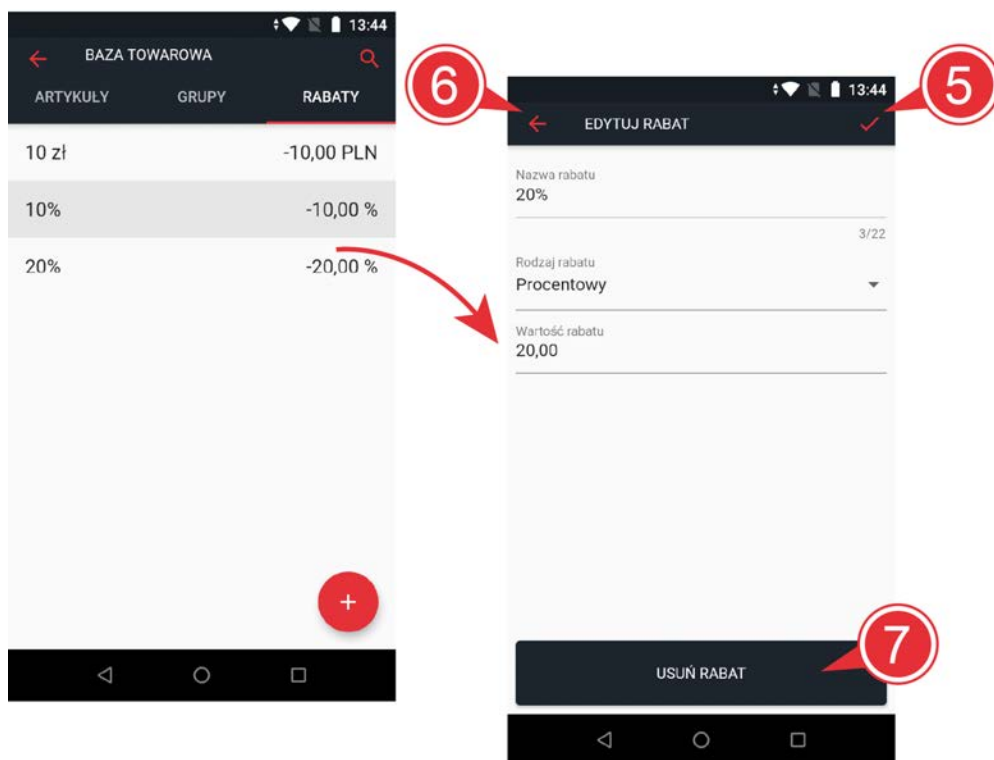 13:44
BAZA TOWAROWA
ARTYKUŁY GRUPY RABATY
10 zł -10,00 PLN
10% -10,00 %
20% -20,00 %
+
6
5
13:44
EDYTUJ RABAT
Nazwa rabatu
20%
3/22
Rodzaj rabatu
Procentowy
Wartość rabatu
20,00
7
USUŃ RABAT